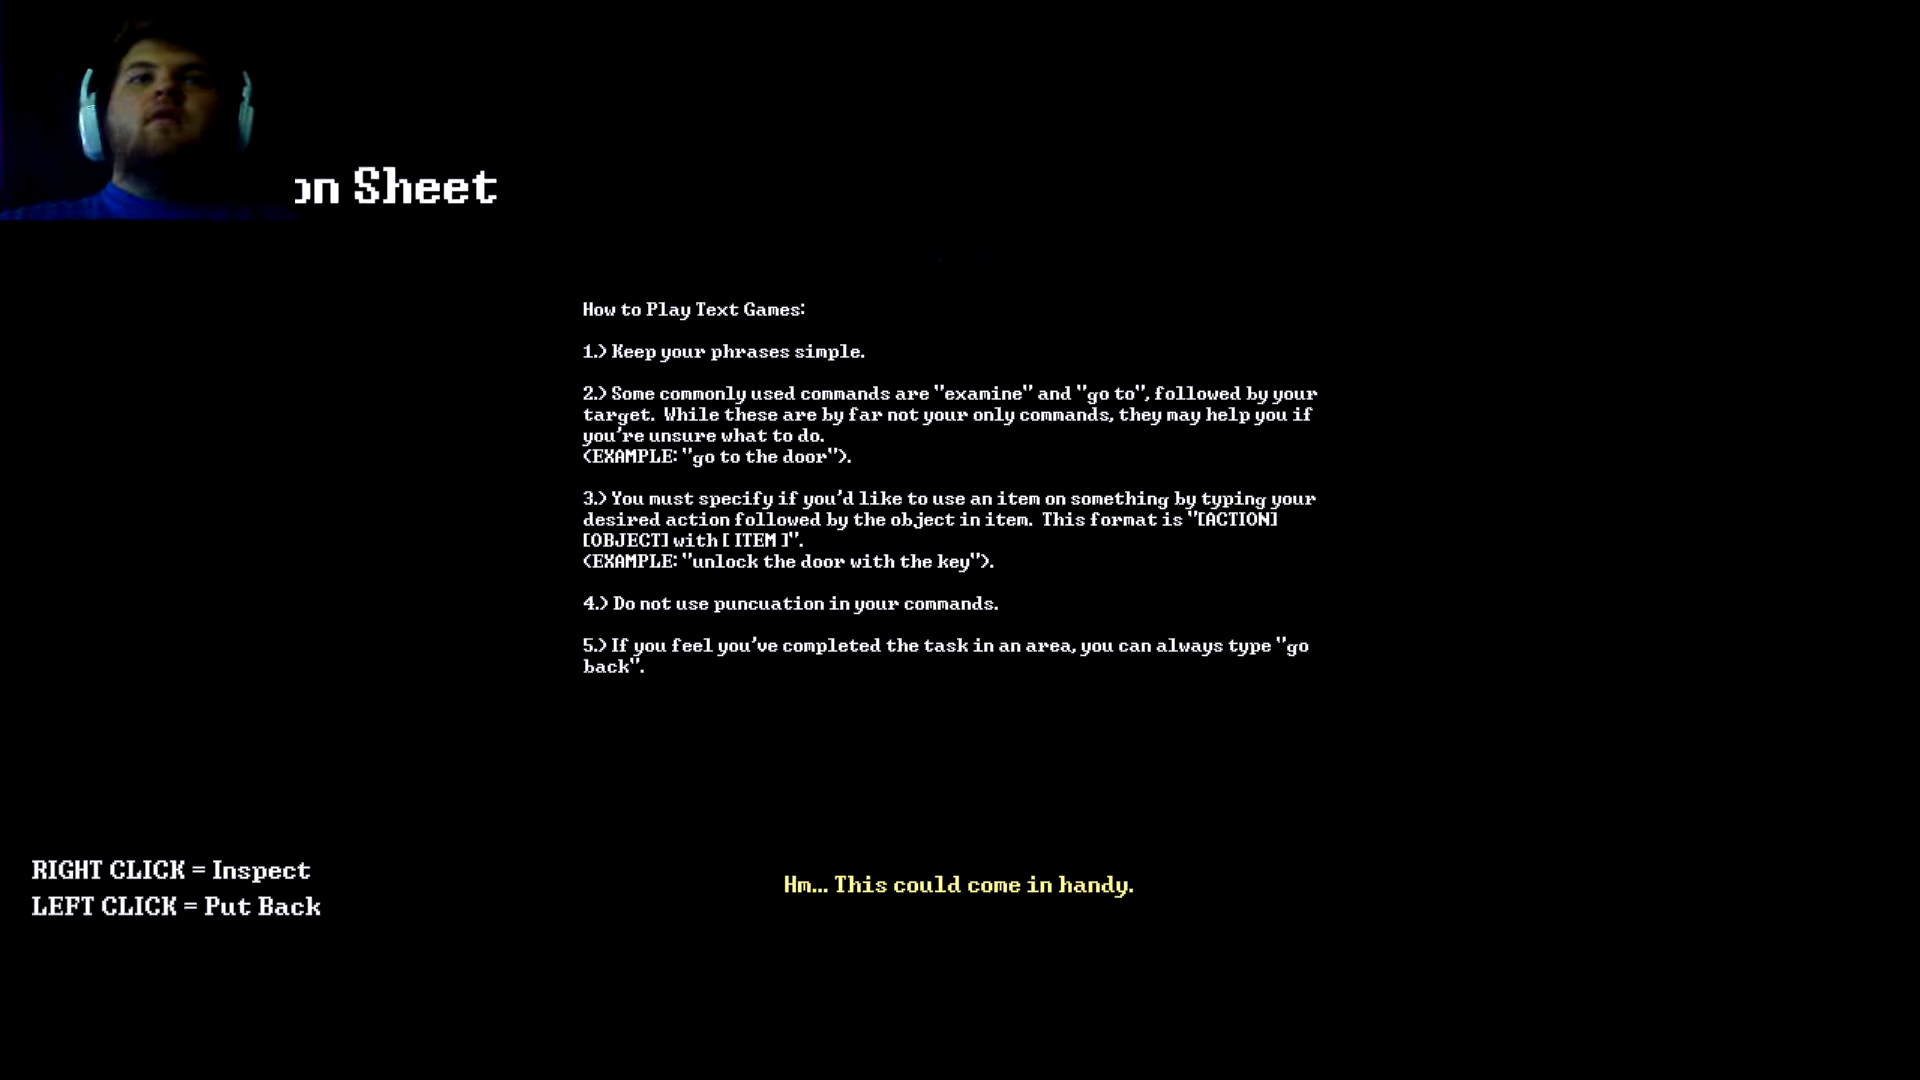 on Sheet
How to Play Text Games:
1.) Keep your phrases simple.
2.) Some commonly used commands are "examine" and "go to", followed by your
target. While these are by far not your only commands, they may help you if
you're unsure what to do.
(EXAMPLE: "go to the door").
3.) You must specify if you'd like to use an item on something by typing your
desired action followed by the object in item. This format is "[ACTION]
[OBJECT] with [ ITEM ]".
(EXAMPLE: "unlock the door with the key").
4.) Do not use puncuation in your commands.
5.) If you feel you've completed the task in an area, you can always type "go
back".
RIGHT CLICK = Inspect
LEFT CLICK = Put Back
Hm... This could come in handy.